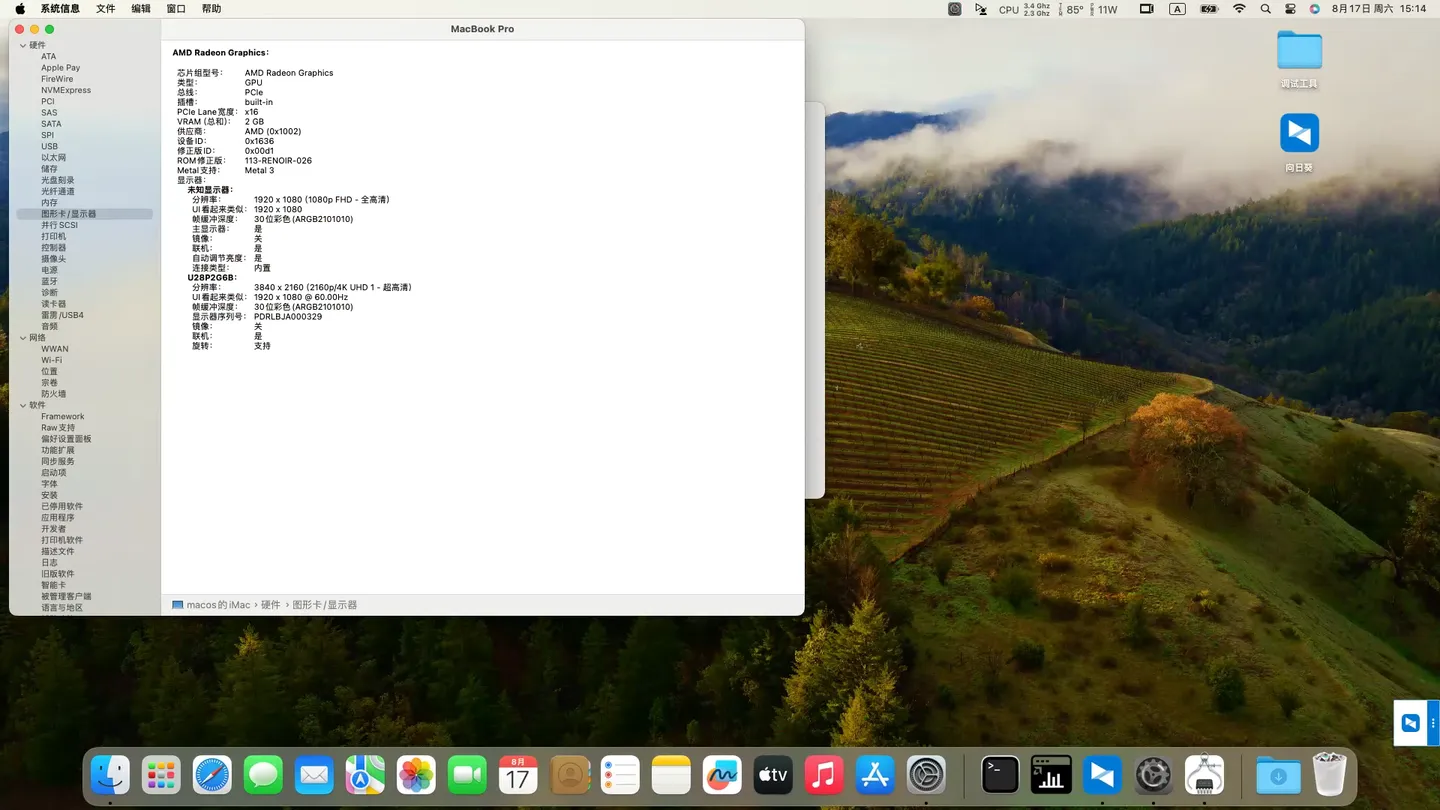 系统信息 文件 编辑 窗口 帮助
CPU 3.4 Ghz 2.3 Ghz 85° 11W A 8月17日 周六 15:14
MacBook Pro
硬件
ATA
Apple Pay
FireWire
NVMExpress
PCI
SAS
SATA
SPI
USB
以太网
储存
光盘刻录
光纤通道
内存
图形卡/显示器
并行 SCSI
打印机
控制器
摄像头
电源
蓝牙
诊断
读卡器
雷雳/USB4
音频
网络
WWAN
Wi-Fi
位置
宗卷
防火墙
软件
Framework
Raw 支持
偏好设置面板
功能扩展
同步服务
启动项
字体
安装
已停用软件
应用程序
开发者
打印机软件
描述文件
日志
旧版软件
智能卡
被管理客户端
语言与地区
AMD Radeon Graphics：
芯片组型号： AMD Radeon Graphics
类型： GPU
总线： PCIe
插槽： built-in
PCIe Lane 宽度： x16
VRAM (总和)： 2 GB
供应商： AMD (0x1002)
设备 ID： 0x1636
修正版 ID： 0x00d1
ROM 修正版： 113-RENOIR-026
Metal 支持： Metal 3
显示器：
未知显示器：
分辨率： 1920 x 1080 (1080p FHD - 全高清)
UI 看起来类似： 1920 x 1080
帧缓冲深度： 30 位彩色 (ARGB2101010)
主显示器： 是
镜像： 关
联机： 是
自动调节亮度： 是
连接类型： 内置
U28P2G6B：
分辨率： 3840 x 2160 (2160p/4K UHD 1 - 超高清)
UI 看起来类似： 1920 x 1080 @ 60.00Hz
帧缓冲深度： 30 位彩色 (ARGB2101010)
显示器序列号： PDRLBJA000329
镜像： 关
联机： 是
旋转： 支持
macos的iMac › 硬件 › 图形卡/显示器
调试工具
向日葵
8月
17
tv